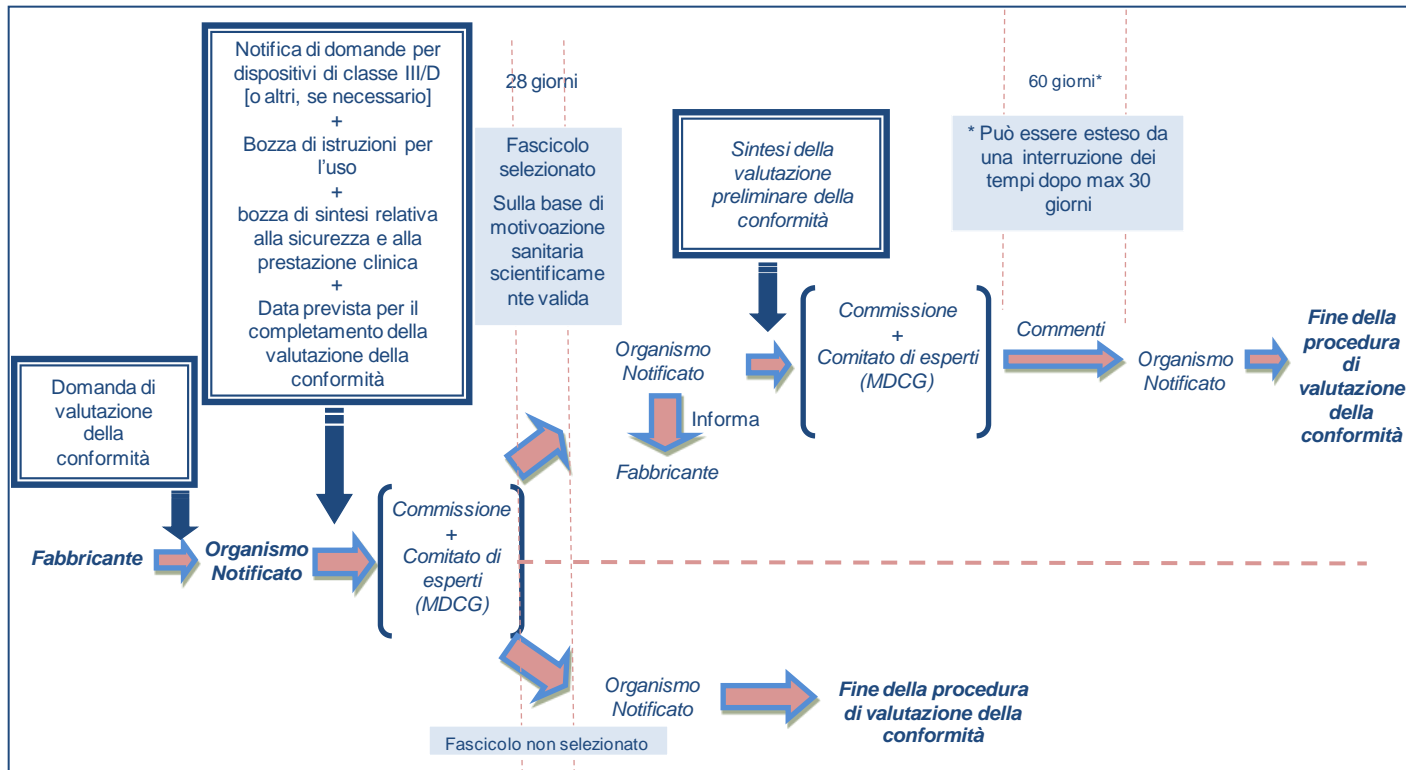 Notifica di domande per
dispositivi di classe III/D
[o altri, se necessario]
+
Bozza di istruzioni per
l'uso
+
bozza di sintesi relativa
alla sicurezza e alla
prestazione clinica
+
Data prevista per il
completamento della
valutazione della
conformità
Domanda di
valutazione
della
conformità
Fabbricante
Organismo
Notificato
Commissione
+
Comitato di
esperti
(MDCG)
28 giorni
Fascicolo
selezionato
Sulla base di
motivoazione
sanitaria
scientificame
nte valida
Organismo
Notificato
Informa
Fabbricante
Sintesi della
valutazione
preliminare della
conformità
Commissione
+
Comitato di esperti
(MDCG)
60 giorni*
* Può essere esteso da
una interruzione dei
tempi dopo max 30
giorni
Commenti
Organismo
Notificato
Fine della
procedura
di
valutazione
della
conformità
Fascicolo non selezionato
Organismo
Notificato
Fine della procedura
di valutazione della
conformità